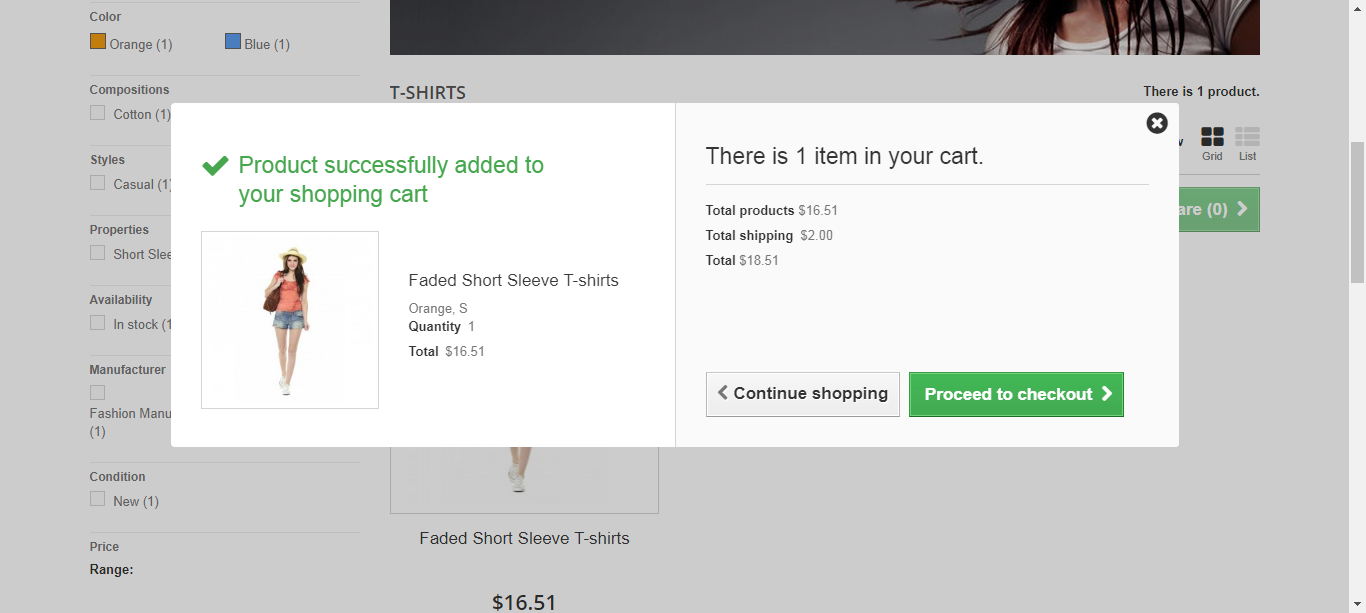 Color
Orange (1)
Blue (1)
Compositions
Cotton (1)
Styles
Casual (1)
Properties
Short Slee
Availability
In stock (1
Manufacturer
Fashion Manu
(1)
Condition
New (1)
Price
Range:
T-SHIRTS
There is 1 product.
Grid
List
are (0)
Product successfully added to
your shopping cart
Faded Short Sleeve T-shirts
Orange, S
Quantity 1
Total $16.51
There is 1 item in your cart.
Total products $16.51
Total shipping $2.00
Total $18.51
Continue shopping
Proceed to checkout
Faded Short Sleeve T-shirts
$16.51